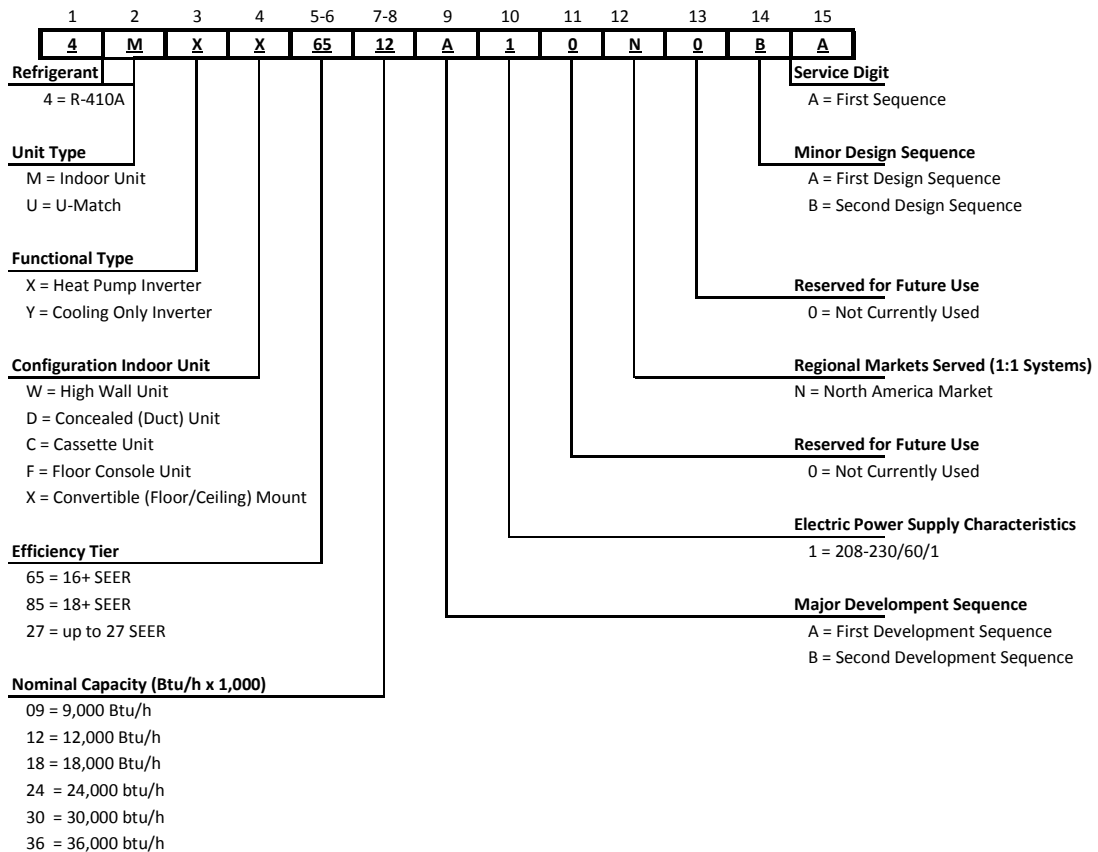 1 2 3 4 5-6 7-8 9 10 11 12 13 14 15
4 M X X 65 12 A 1 0 N 0 B A
Refrigerant
4 = R-410A
Unit Type
M = Indoor Unit
U = U-Match
Functional Type
X = Heat Pump Inverter
Y = Cooling Only Inverter
Configuration Indoor Unit
W = High Wall Unit
D = Concealed (Duct) Unit
C = Cassette Unit
F = Floor Console Unit
X = Convertible (Floor/Ceiling) Mount
Efficiency Tier
65 = 16+ SEER
85 = 18+ SEER
27 = up to 27 SEER
Nominal Capacity (Btu/h x 1,000)
09 = 9,000 Btu/h
12 = 12,000 Btu/h
18 = 18,000 Btu/h
24 = 24,000 btu/h
30 = 30,000 btu/h
36 = 36,000 btu/h
Service Digit
A = First Sequence
Minor Design Sequence
A = First Design Sequence
B = Second Design Sequence
Reserved for Future Use
0 = Not Currently Used
Regional Markets Served (1:1 Systems)
N = North America Market
Reserved for Future Use
0 = Not Currently Used
Electric Power Supply Characteristics
1 = 208-230/60/1
Major Develompent Sequence
A = First Development Sequence
B = Second Development Sequence